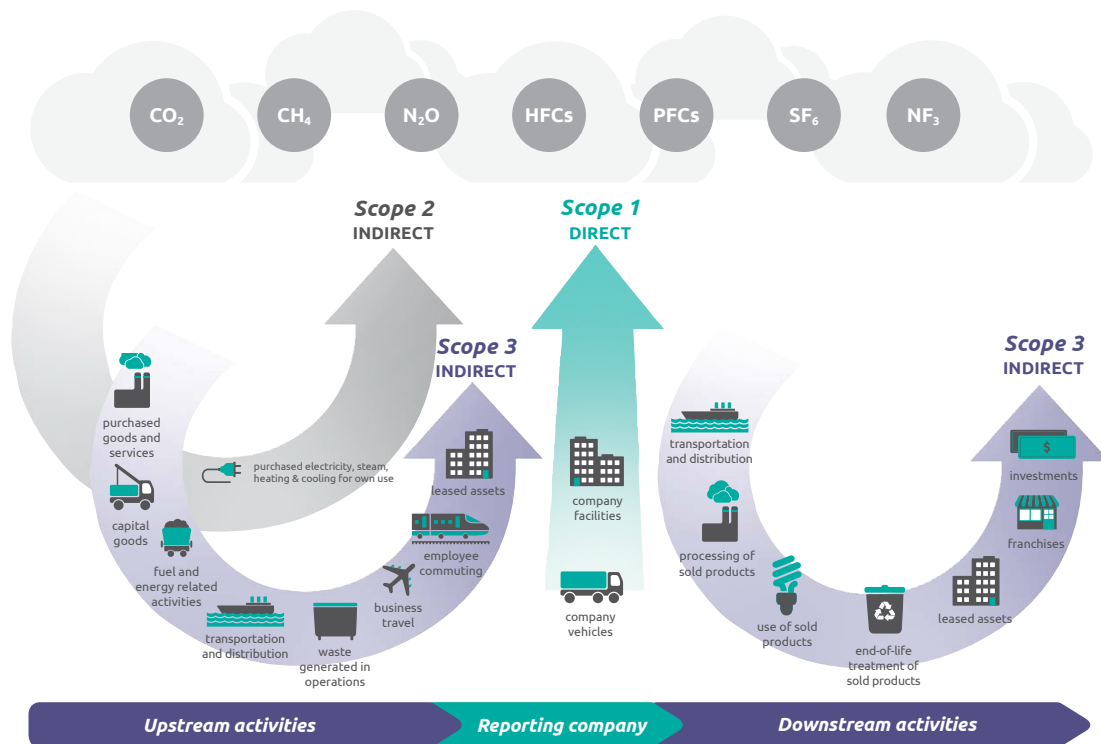 CO₂
CH₄
N₂O
HFCs
PFCs
SF₆
NF₃
Scope 2
INDIRECT
Scope 1
DIRECT
Scope 3
INDIRECT
Scope 3
INDIRECT
purchased
goods and
services
capital
goods
fuel and
energy related
activities
transportation
and distribution
waste
generated in
operations
business
travel
employee
commuting
leased assets
purchased electricity, steam,
heating & cooling for own use
company
facilities
company
vehicles
transportation
and distribution
processing of
sold products
use of sold
products
end-of-life
treatment of
sold products
leased assets
franchises
$
investments
Upstream activities
Reporting company
Downstream activities